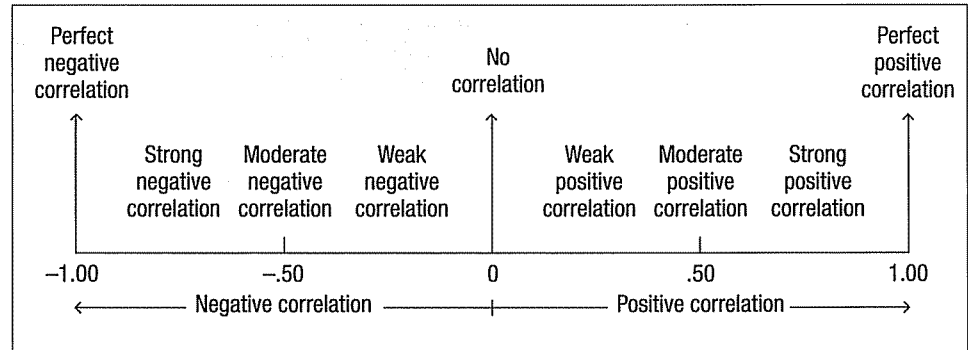 Perfect
negative
correlation
No
correlation
Perfect
positive
correlation
Strong
negative
correlation
Moderate
negative
correlation
Weak
negative
correlation
Weak
positive
correlation
Moderate
positive
correlation
Strong
positive
correlation
–1.00
–.50
0
.50
1.00
Negative correlation
Positive correlation